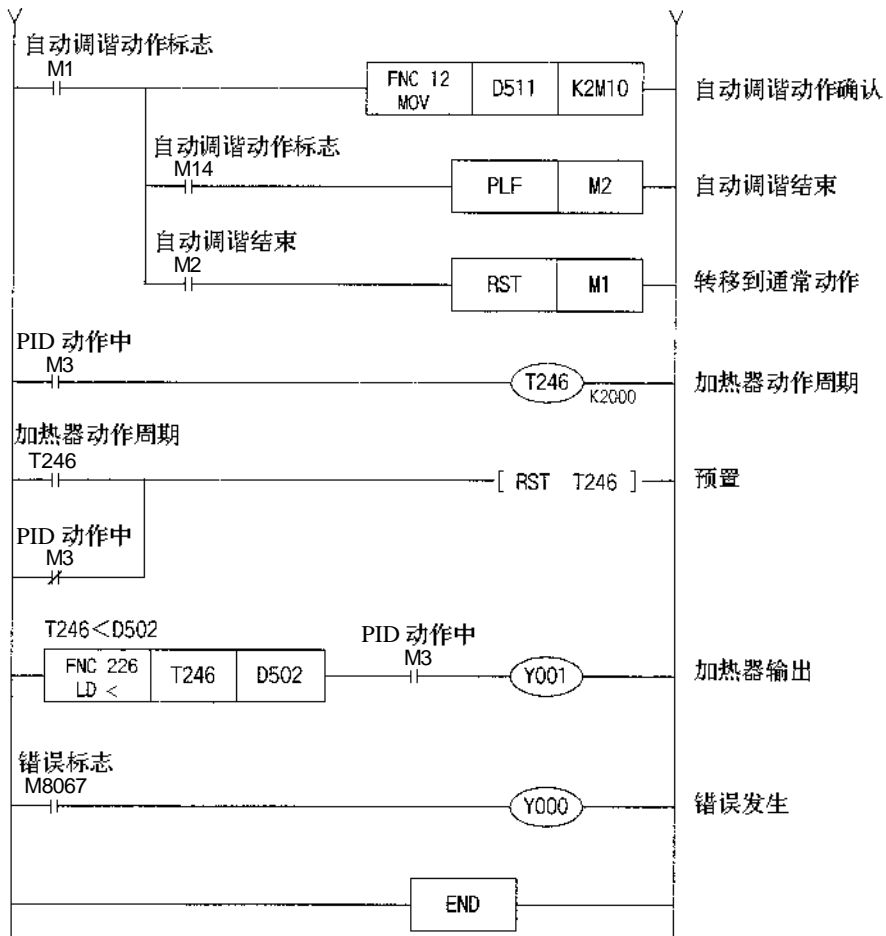 自动调谐动作标志
M1
FNC 12
MOV
D511
K2M10
自动调谐动作确认
自动调谐动作标志
M14
PLF
M2
自动调谐结束
自动调谐结束
M2
RST
M1
转移到通常动作
PID 动作中
M3
T246
K2000
加热器动作周期
加热器动作周期
T246
[ RST T246 ]
预置
PID 动作中
M3
T246<D502
FNC 226
LD <
T246
D502
PID 动作中
M3
Y001
加热器输出
错误标志
M8067
Y000
错误发生
END